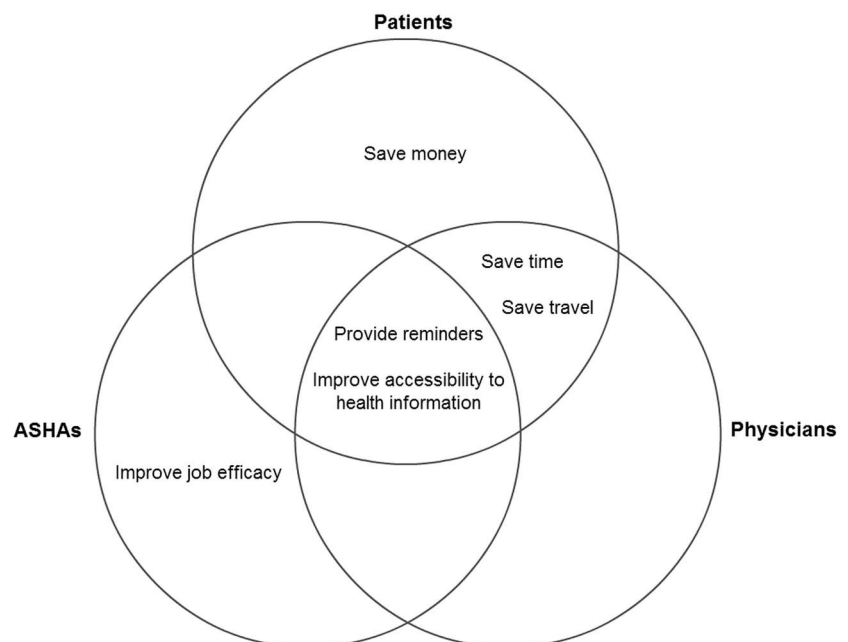 Patients
Save money
Save time
Save travel
Provide reminders
Improve accessibility to
health information
ASHAs
Physicians
Improve job efficacy